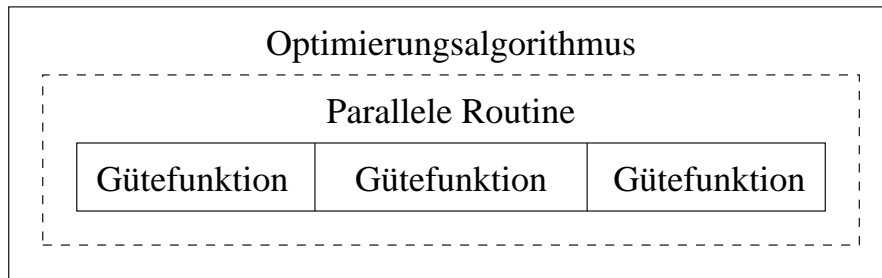 Optimierungsalgorithmus
Parallele Routine
Gütefunktion Gütefunktion Gütefunktion